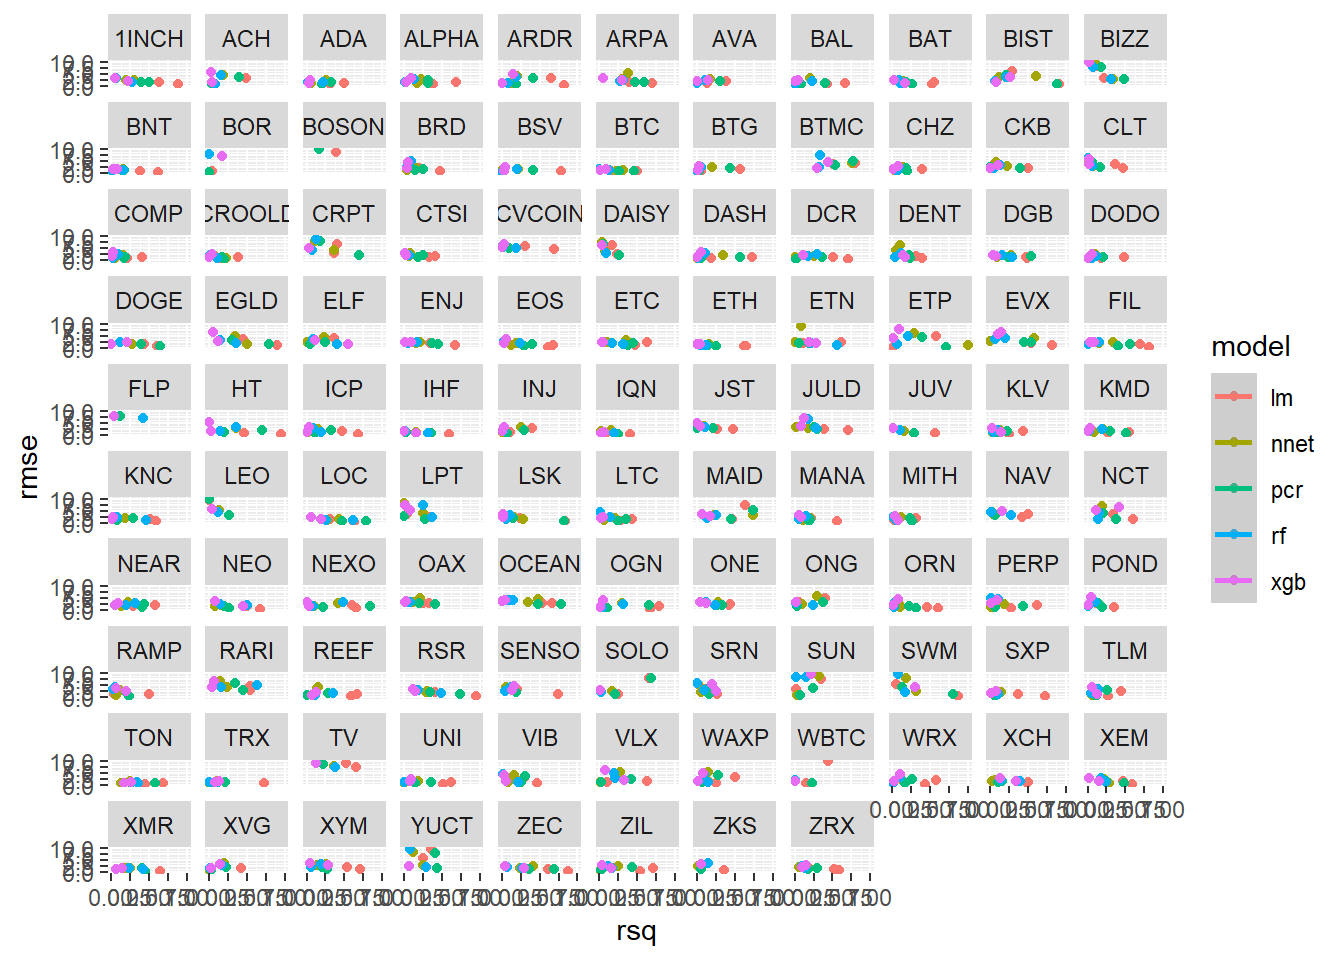 1INCH ACH ADA ALPHA ARDR ARPA AVA BAL BAT BIST BIZZ
BNT BOR BOSON BRD BSV BTC BTG BTMC CHZ CKB CLT
COMP CROOLD CRPT CTSI CVCOIN DAISY DASH DCR DENT DGB DODO
DOGE EGLD ELF ENJ EOS ETC ETH ETN ETP EVX FIL
FLP HT ICP IHF INJ IQN JST JULD JUV KLV KMD
KNC LEO LOC LPT LSK LTC MAID MANA MITH NAV NCT
NEAR NEO NEXO OAX OCEAN OGN ONE ONG ORN PERP POND
RAMP RARI REEF RSR SENSO SOLO SRN SUN SWM SXP TLM
TON TRX TV UNI VIB VLX WAXP WBTC WRX XCH XEM
XMR XVG XYM YUCT ZEC ZIL ZKS ZRX
rsq
rmse
model
lm
nnet
pcr
rf
xgb